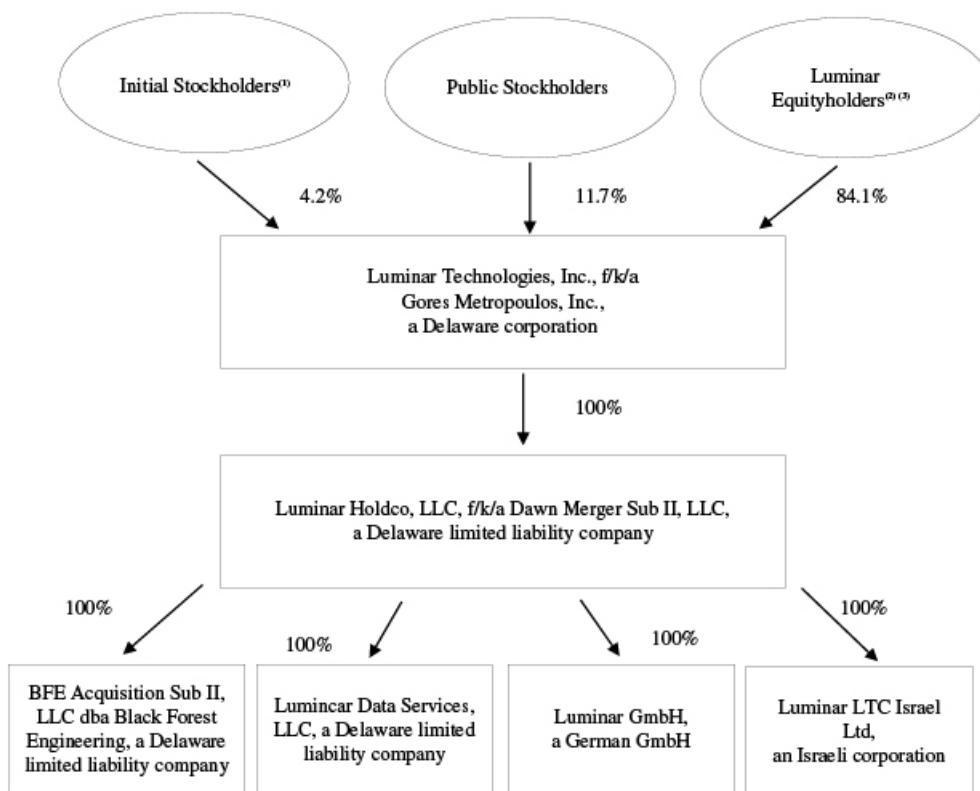 Initial Stockholders(1)
Public Stockholders
Luminar
Equityholders(2) (3)
4.2%
11.7%
84.1%
Luminar Technologies, Inc., f/k/a
Gores Metropoulos, Inc.,
a Delaware corporation
100%
Luminar Holdco, LLC, f/k/a Dawn Merger Sub II, LLC,
a Delaware limited liability company
100%
100%
100%
100%
BFE Acquisition Sub II,
LLC dba Black Forest
Engineering, a Delaware
limited liability company
Lumincar Data Services,
LLC, a Delaware limited
liability company
Luminar GmbH,
a German GmbH
Luminar LTC Israel
Ltd,
an Israeli corporation